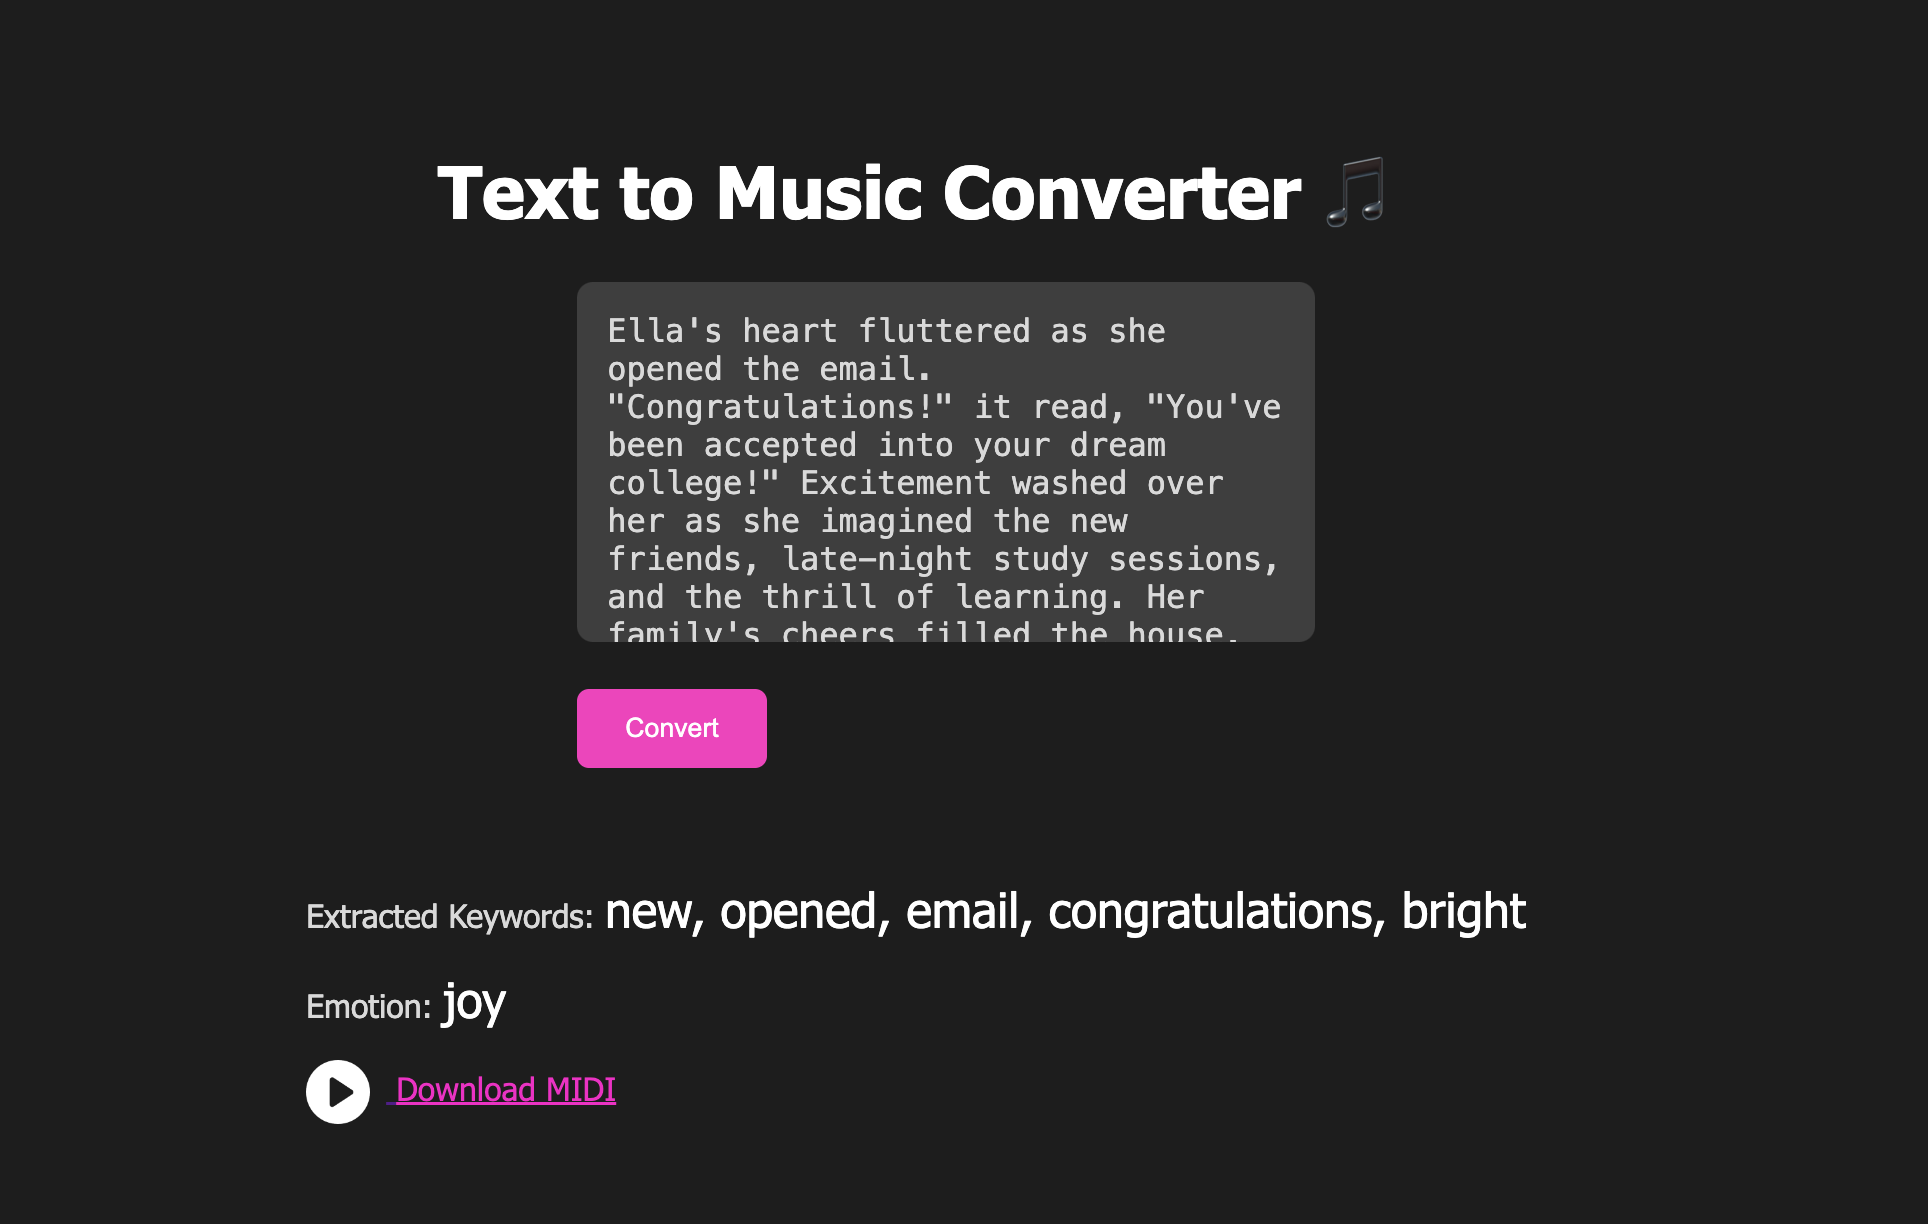 Text to Music Converter 🎵
Ella's heart fluttered as she
opened the email.
"Congratulations!" it read, "You've
been accepted into your dream
college!" Excitement washed over
her as she imagined the new
friends, late-night study sessions,
and the thrill of learning. Her
family's cheers filled the house,
Convert
Extracted Keywords: new, opened, email, congratulations, bright
Emotion: joy
Download MIDI